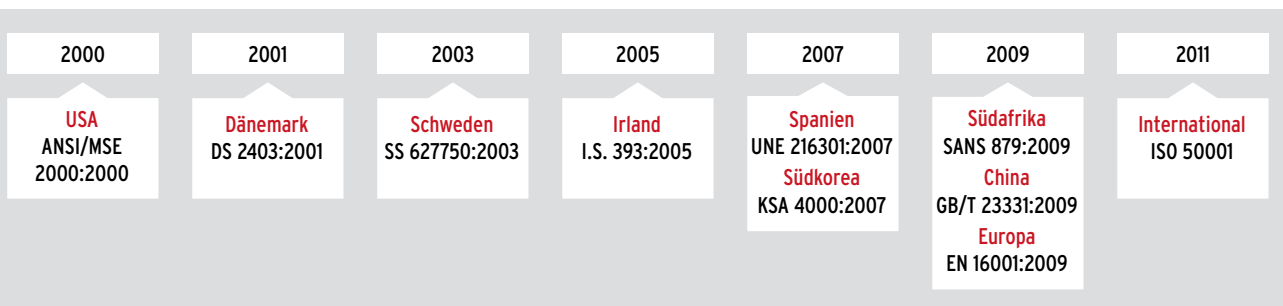 2000
USA
ANSI/MSE
2000:2000
2001
Dänemark
DS 2403:2001
2003
Schweden
SS 627750:2003
2005
Irland
I.S. 393:2005
2007
Spanien
UNE 216301:2007
Südkorea
KSA 4000:2007
2009
Südafrika
SANS 879:2009
China
GB/T 23331:2009
Europa
EN 16001:2009
2011
International
ISO 50001